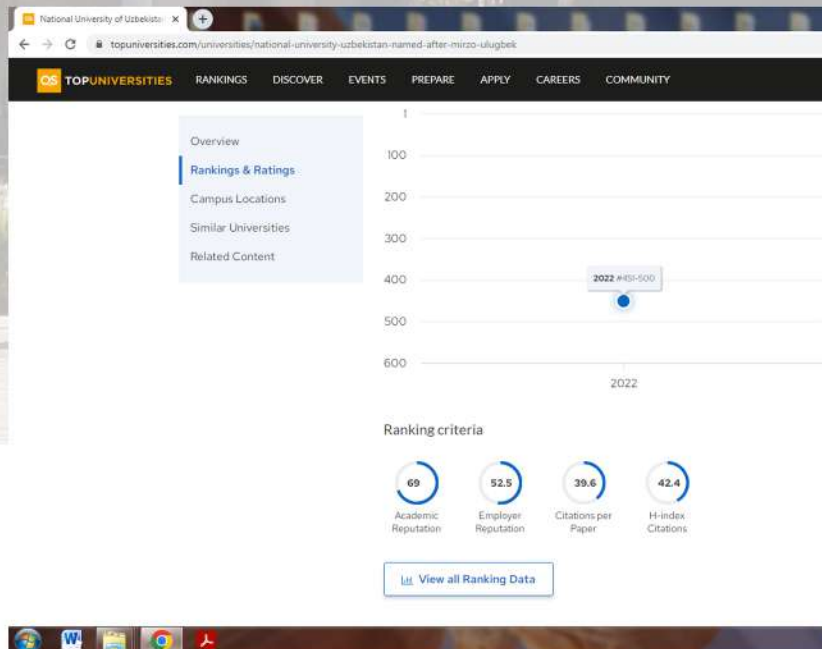 National University of Uzbekista
topuniversities.com/universities/national-university-uzbekistan-named-after-mirzo-ulugbek
QS TOPUNIVERSITIES RANKINGS DISCOVER EVENTS PREPARE APPLY CAREERS COMMUNITY
Overview
Rankings & Ratings
Campus Locations
Similar Universities
Related Content
1
100
200
300
400
500
600
2022 #451-500
2022
Ranking criteria
69 52.5 39.6 42.4
Academic Reputation
Employer Reputation
Citations per Paper
H-index Citations
View all Ranking Data